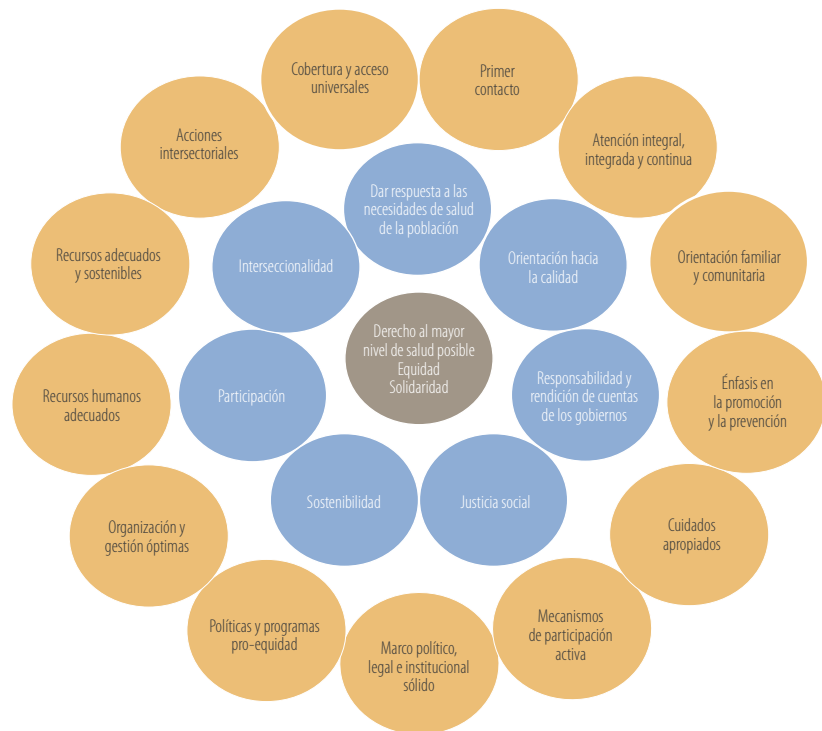 Cobertura y acceso
universales
Primer
contacto
Atención integral,
integrada y continua
Orientación familiar
y comunitaria
Énfasis en
la promoción
y la prevención
Cuidados
apropiados
Mecanismos
de participación
activa
Marco político,
legal e institucional
sólido
Políticas y programas
pro-equidad
Organización y
gestión óptimas
Recursos humanos
adecuados
Recursos adecuados
y sostenibles
Acciones
intersectoriales
Dar respuesta a las
necesidades de salud
de la población
Orientación hacia
la calidad
Responsabilidad y
rendición de cuentas
de los gobiernos
Justicia social
Sostenibilidad
Participación
Interseccionalidad
Derecho al mayor
nivel de salud posible
Equidad
Solidaridad